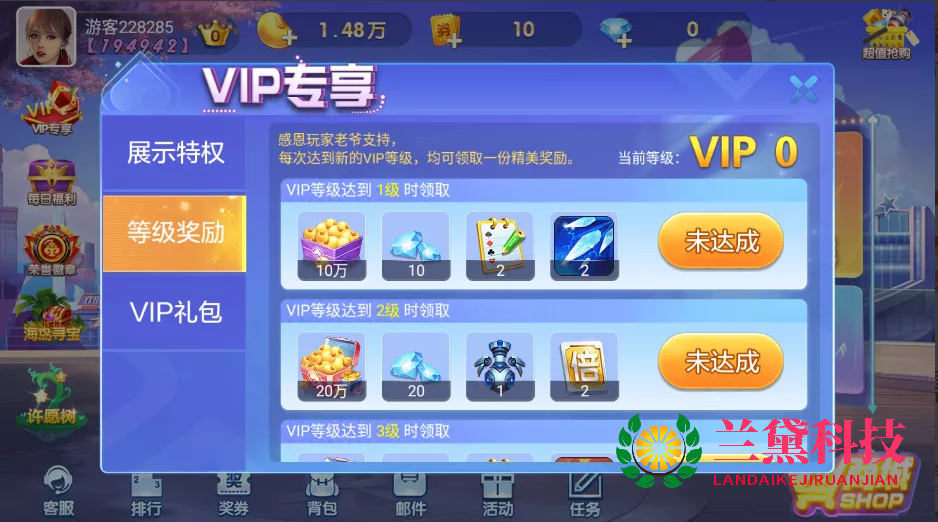 游客228285
【194942】
0
1.48万
券
10
0
超值抢购
VIP专享
VIP
VIP专享
每日福利
荣誉徽章
海岛寻宝
许愿树
展示特权
等级奖励
VIP礼包
感恩玩家老爷支持，
每次达到新的VIP等级，均可领取一份精美奖励。
当前等级：
VIP 0
VIP等级达到 1级 时领取
10万
10
2
2
未达成
VIP等级达到 2级 时领取
20万
20
1
倍
2
未达成
VIP等级达到 3级 时领取
兰黛科技
LANDAIKEJIRUANJIAN
客服
2 3
排行
奖
奖券
背包
邮件
活动
任务
SHOP